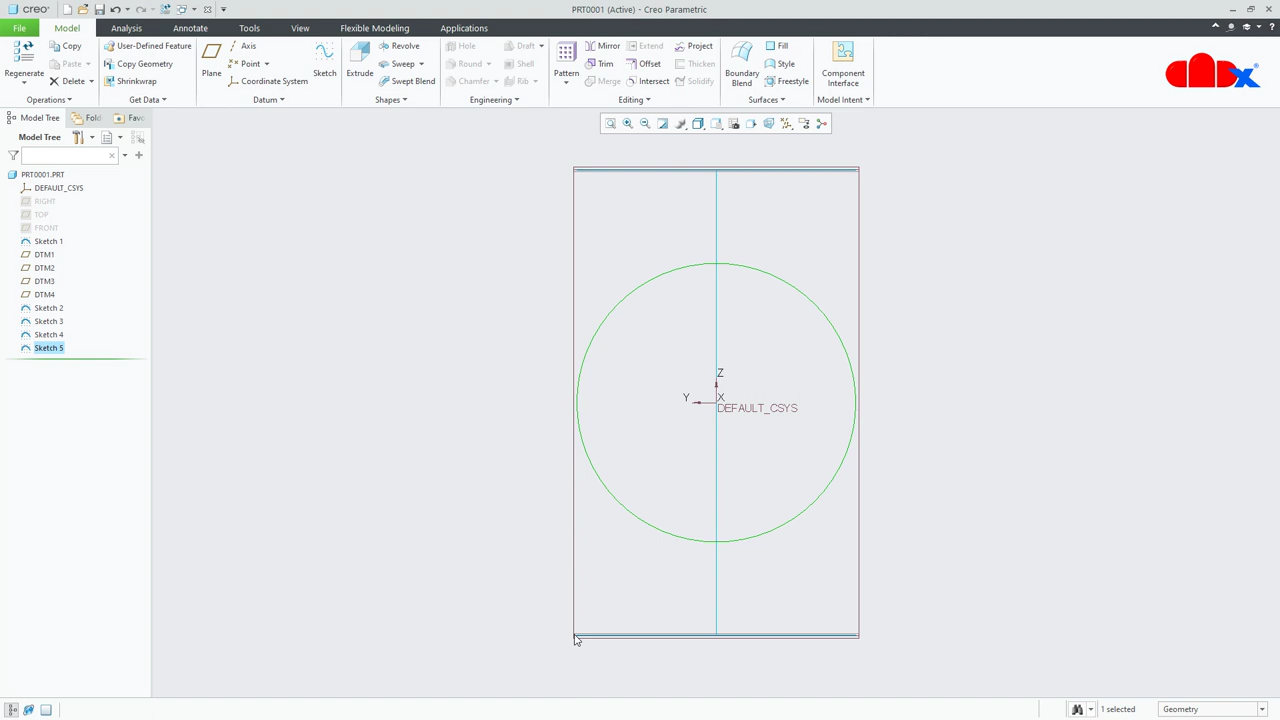 creo
PRT0001 (Active) - Creo Parametric
File Model Analysis Annotate Tools View Flexible Modeling Applications
Regenerate
Copy
Paste
Delete
Operations
User-Defined Feature
Copy Geometry
Shrinkwrap
Get Data
Plane
Axis
Point
Coordinate System
Sketch
Datum
Extrude
Revolve
Sweep
Swept Blend
Shapes
Hole
Round
Chamfer
Draft
Shell
Rib
Engineering
Pattern
Mirror
Trim
Merge
Extend
Offset
Intersect
Project
Thicken
Solidify
Editing
Boundary
Blend
Fill
Style
Freestyle
Surfaces
Component
Interface
Model Intent
Model Tree Fold Favo
Model Tree
PRT0001.PRT
DEFAULT_CSYS
RIGHT
TOP
FRONT
Sketch 1
DTM1
DTM2
DTM3
DTM4
Sketch 2
Sketch 3
Sketch 4
Sketch 5
Z
Y X
DEFAULT_CSYS
1 selected Geometry